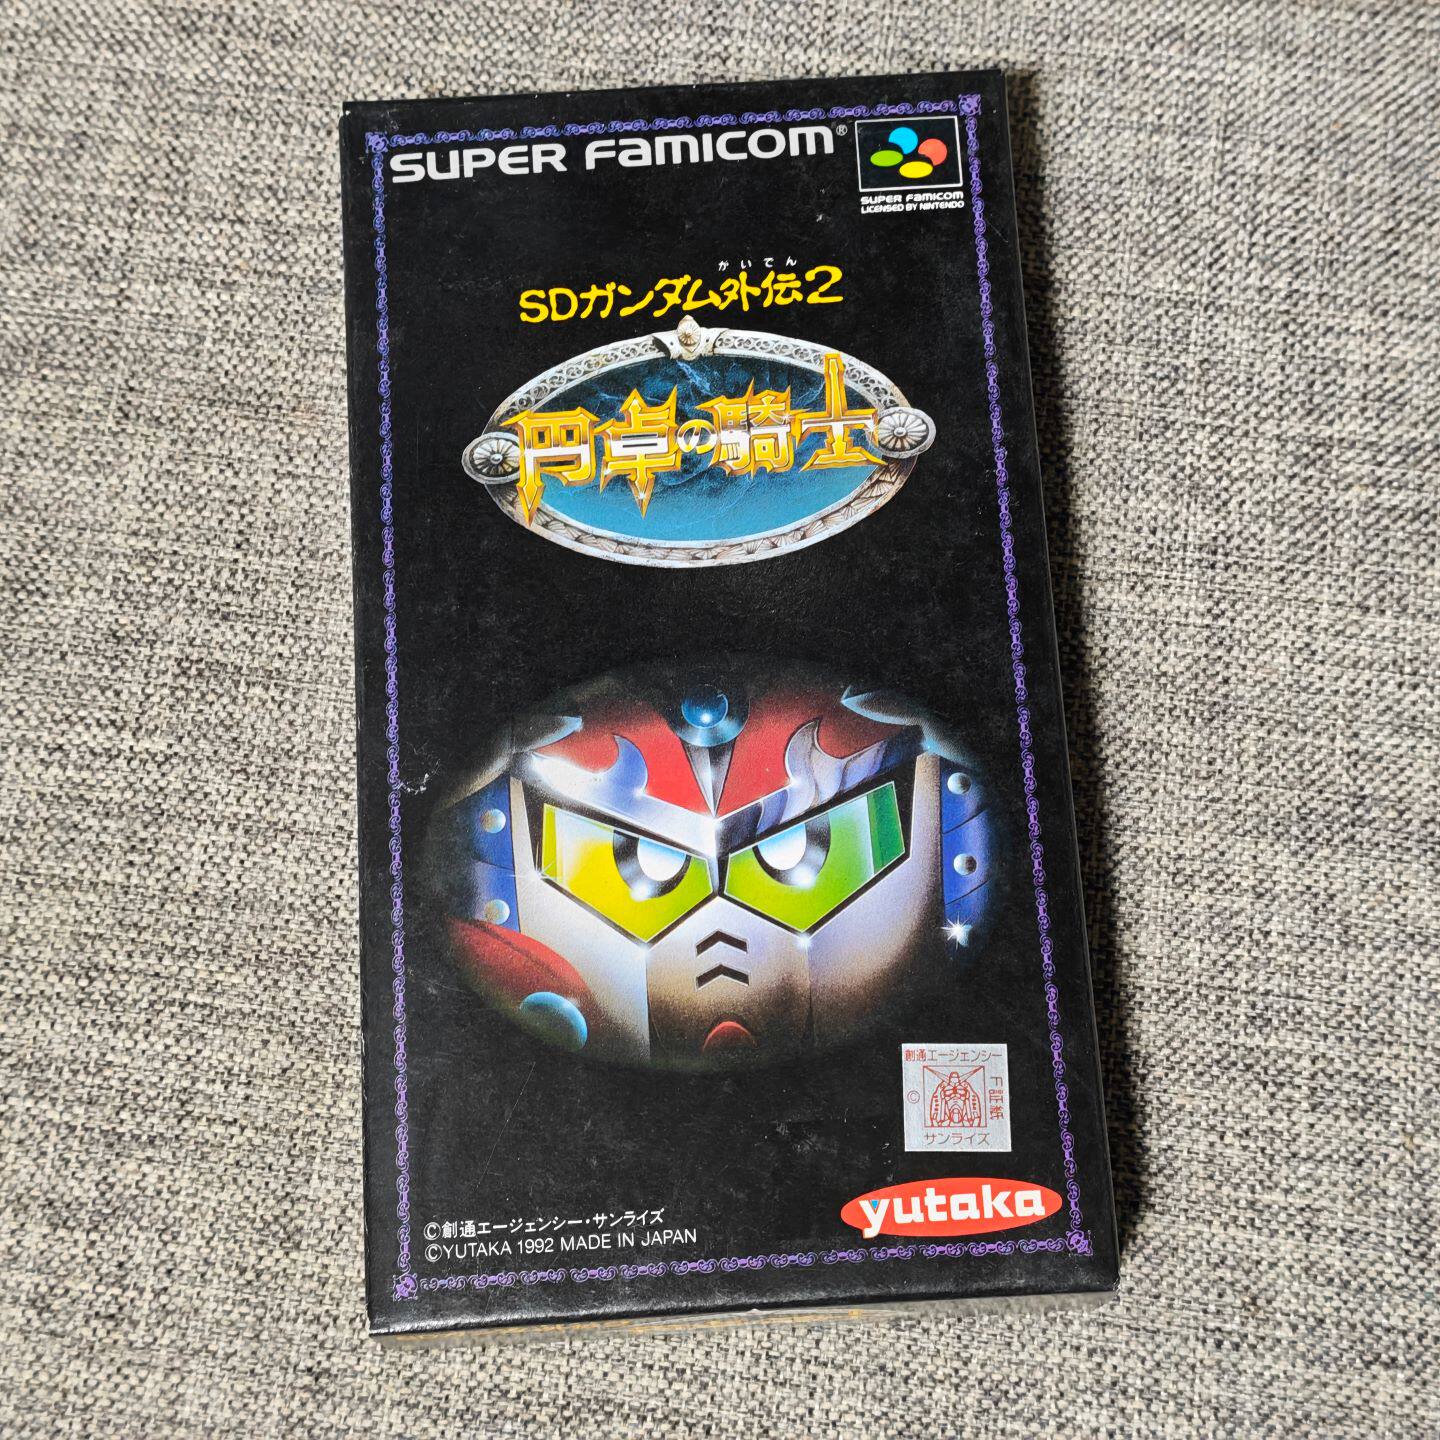 SUPER FAMICOM®
SUPER FAMICOM
LICENSED BY NINTENDO
がいでん
SDガンダム外伝2
円卓の騎士
創通エージェンシー
©
F証紙
サンライズ
yutaka
©創通エージェンシー・サンライズ
©YUTAKA 1992 MADE IN JAPAN